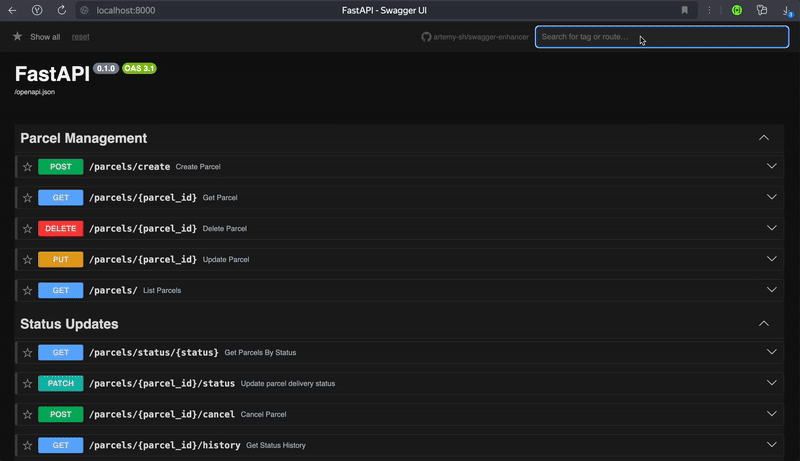 localhost:8000
FastAPI - Swagger UI
Show all
reset
artemy-sh/swagger-enhancer
Search for tag or route...
FastAPI 0.1.0 OAS 3.1
/openapi.json
Parcel Management
POST /parcels/create Create Parcel
GET /parcels/{parcel_id} Get Parcel
DELETE /parcels/{parcel_id} Delete Parcel
PUT /parcels/{parcel_id} Update Parcel
GET /parcels/ List Parcels
Status Updates
GET /parcels/status/{status} Get Parcels By Status
PATCH /parcels/{parcel_id}/status Update parcel delivery status
POST /parcels/{parcel_id}/cancel Cancel Parcel
GET /parcels/{parcel_id}/history Get Status History